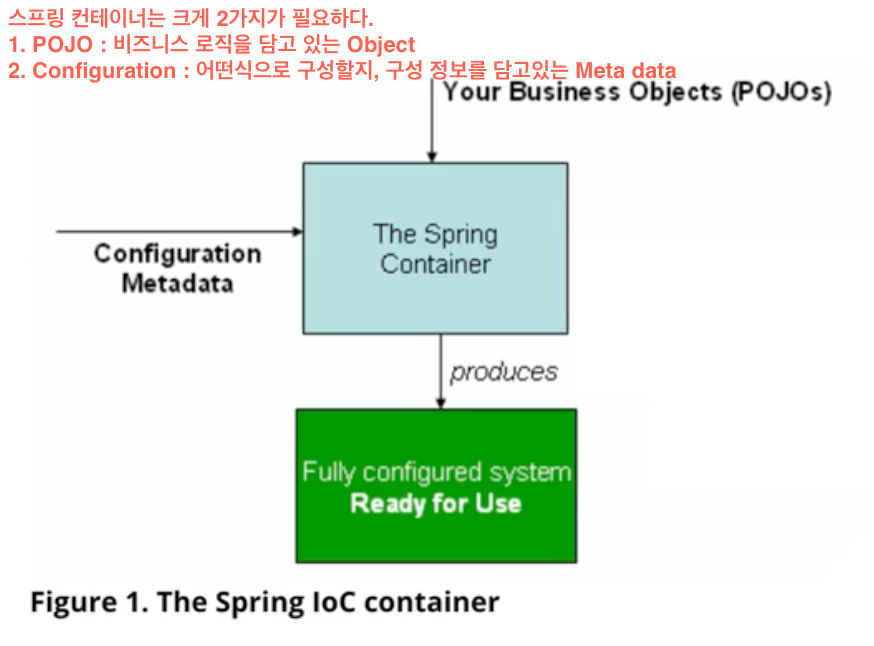 스프링 컨테이너는 크게 2가지가 필요하다.
1. POJO : 비즈니스 로직을 담고 있는 Object
2. Configuration : 어떤식으로 구성할지, 구성 정보를 담고있는 Meta data
Your Business Objects (POJOs)
The Spring
Container
Configuration
Metadata
produces
Fully configured system
Ready for Use
Figure 1. The Spring IoC container